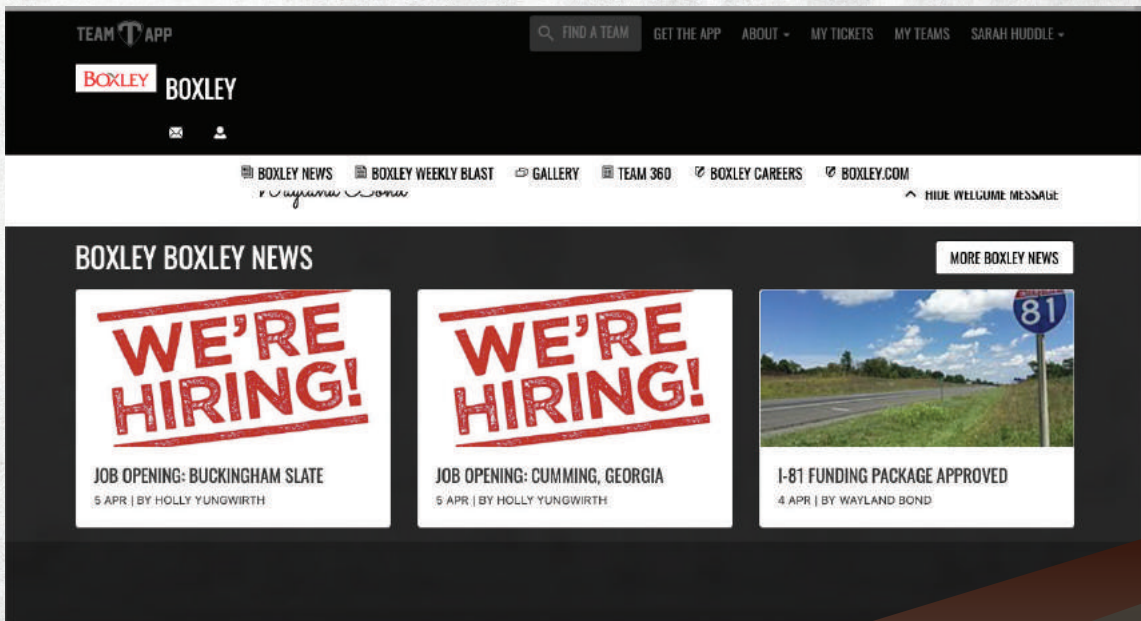 TEAM APP
FIND A TEAM GET THE APP ABOUT MY TICKETS MY TEAMS SARAH HUDDLE
BOXLEY BOXLEY
BOXLEY NEWS BOXLEY WEEKLY BLAST GALLERY TEAM 360 BOXLEY CAREERS BOXLEY.COM
Wayland Bond HIDE WELCOME MESSAGE
BOXLEY BOXLEY NEWS
MORE BOXLEY NEWS
WE'RE
HIRING!
JOB OPENING: BUCKINGHAM SLATE
5 APR | BY HOLLY YUNGWIRTH
WE'RE
HIRING!
JOB OPENING: CUMMING, GEORGIA
5 APR | BY HOLLY YUNGWIRTH
81
I-81 FUNDING PACKAGE APPROVED
4 APR | BY WAYLAND BOND